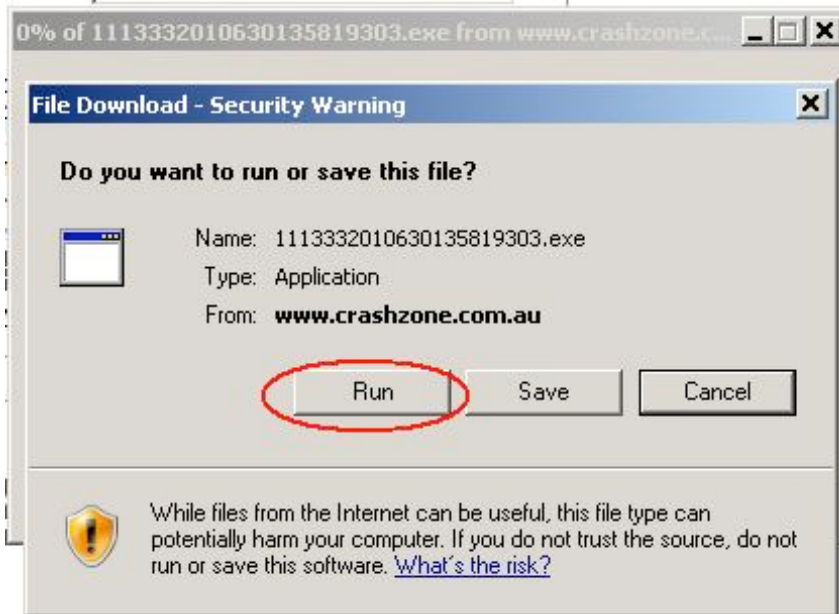 0% of 1113332010630135819303.exe from www.crashzone.c...
File Download - Security Warning
Do you want to run or save this file?
Name: 1113332010630135819303.exe
Type: Application
From: www.crashzone.com.au
Run Save Cancel
While files from the Internet can be useful, this file type can
potentially harm your computer. If you do not trust the source, do not
run or save this software. What's the risk?